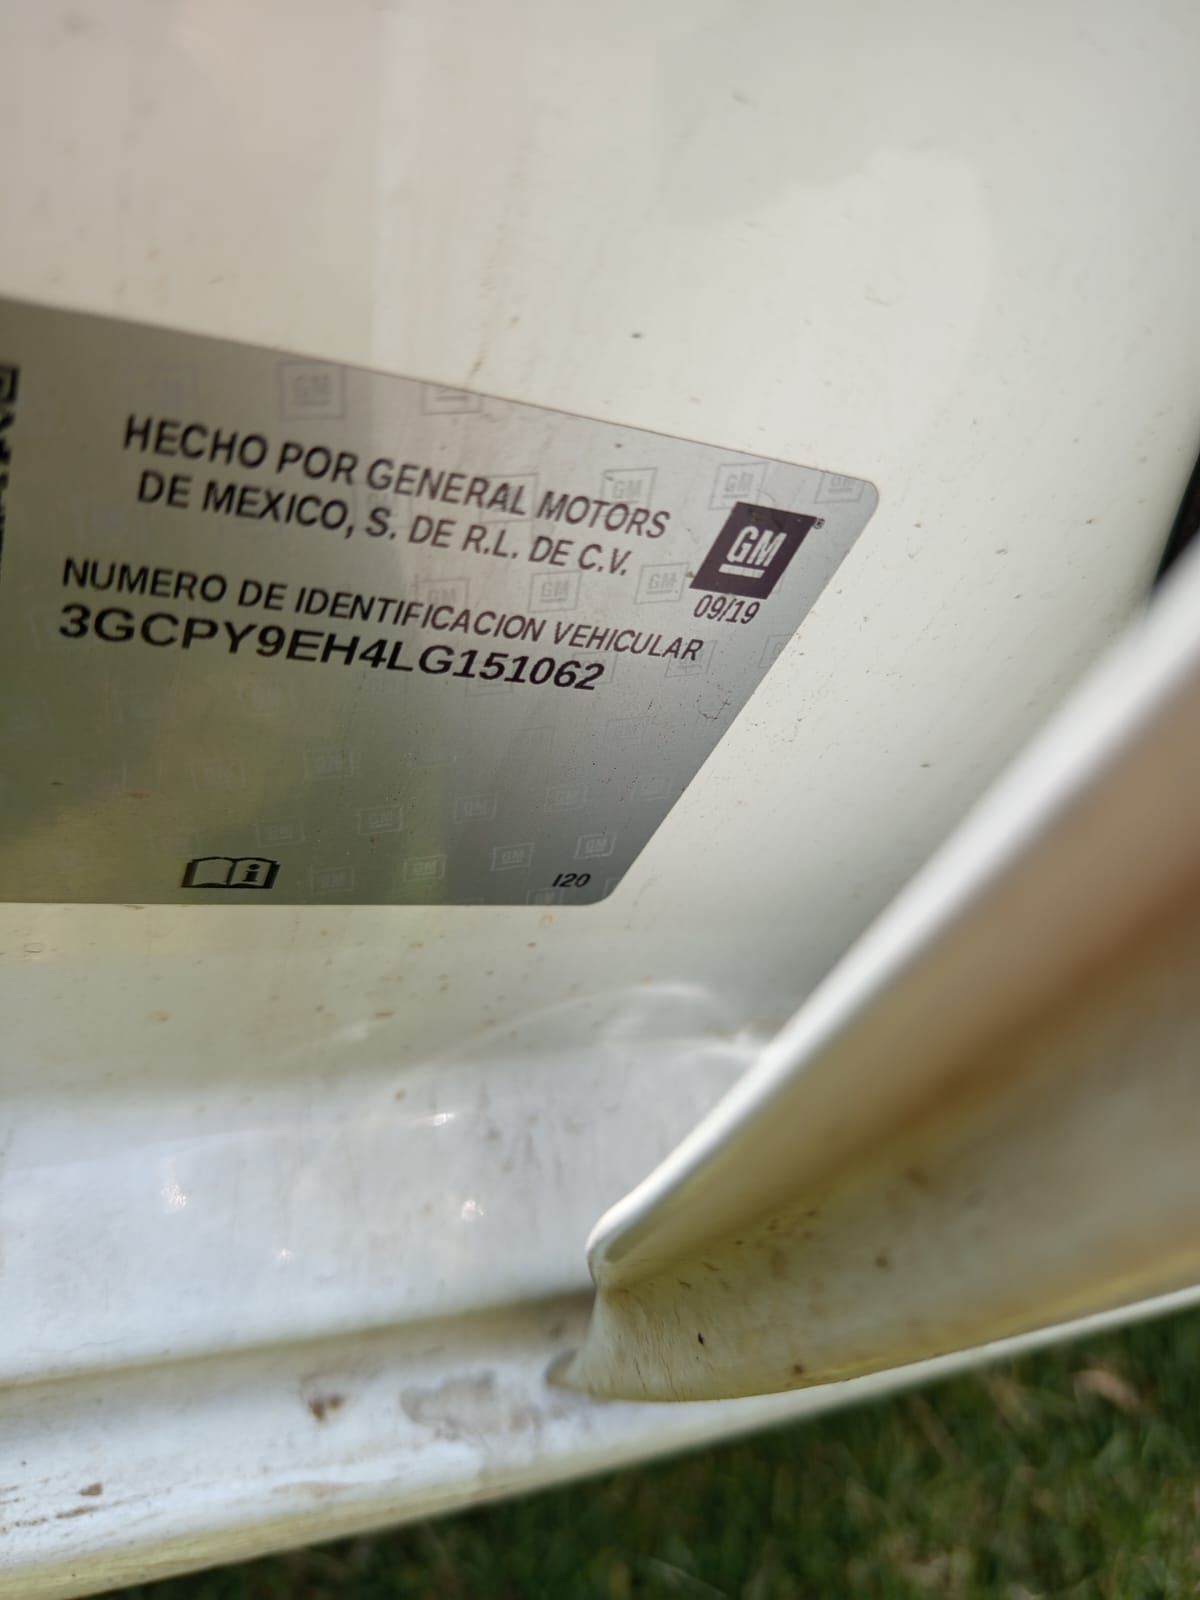 HECHO POR GENERAL MOTORS
DE MEXICO, S. DE R.L. DE C.V.
GM®
09/19
NUMERO DE IDENTIFICACION VEHICULAR
3GCPY9EH4LG151062
i
I20